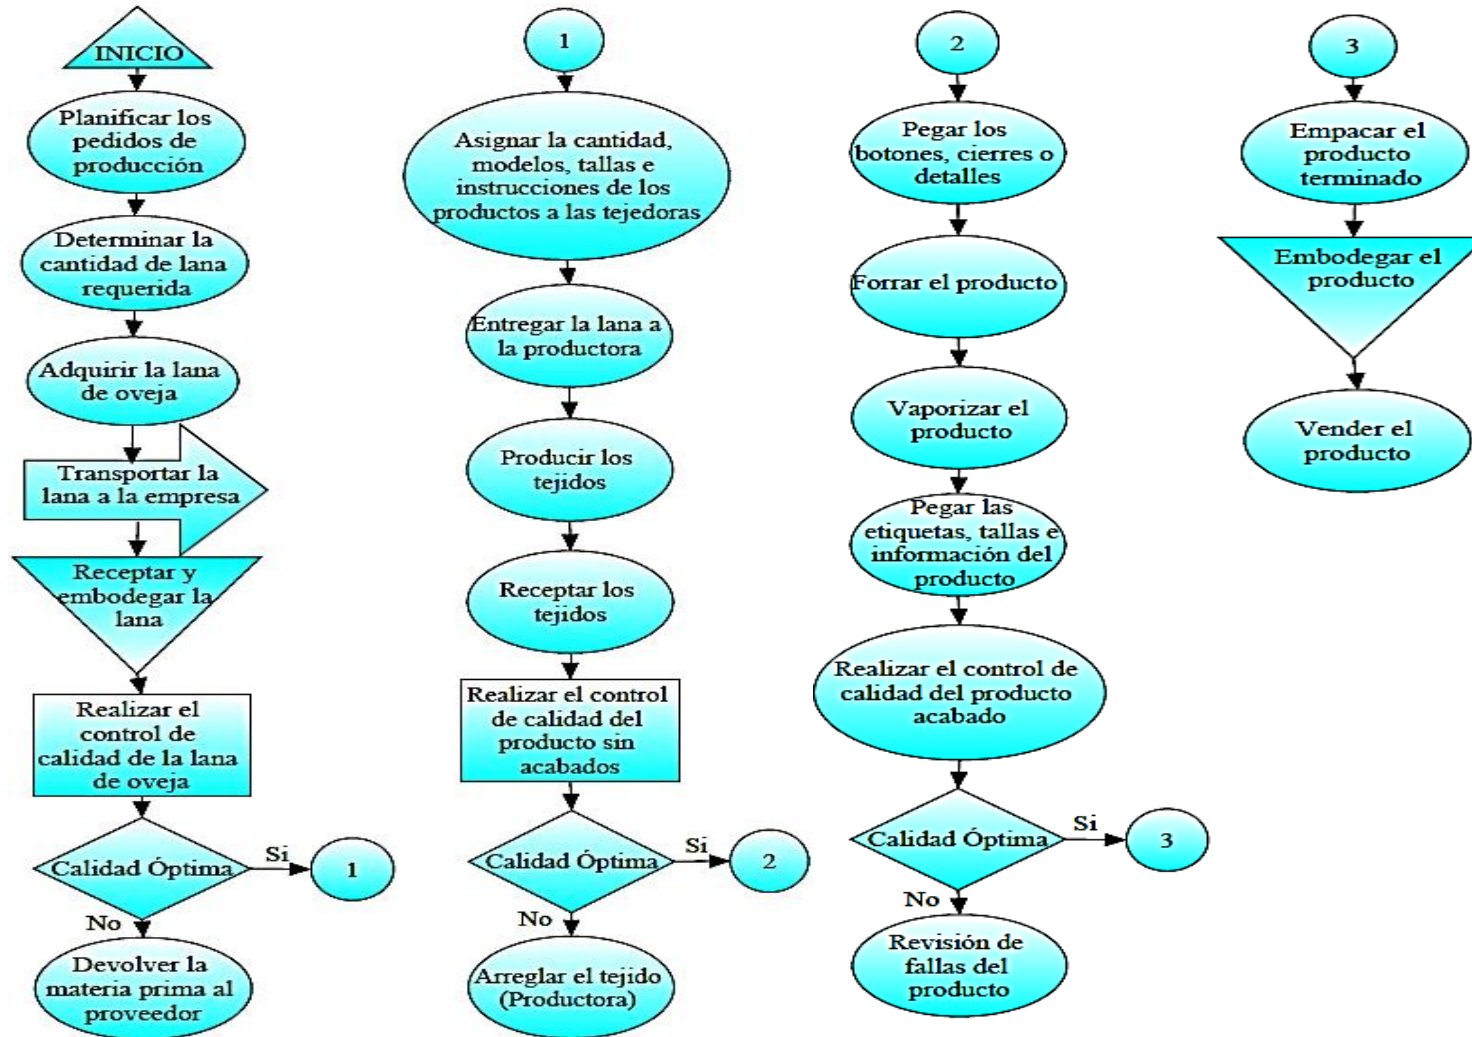 INICIO
Planificar los
pedidos de
producción
Determinar la
cantidad de lana
requerida
Adquirir la lana
de oveja
Transportar la
lana a la empresa
Receptar y
embodegar la
lana
Realizar el
control de
calidad de la lana
de oveja
Calidad Óptima
Si
1
No
Devolver la
materia prima al
proveedor
1
Asignar la cantidad,
modelos, tallas e
instrucciones de los
productos a las tejedoras
Entregar la lana a
la productora
Producir los
tejidos
Receptar los
tejidos
Realizar el control
de calidad del
producto sin
acabados
Calidad Óptima
Si
2
No
Arreglar el tejido
(Productora)
2
Pegar los
botones, cierres o
detalles
Forrar el producto
Vaporizar el
producto
Pegar las
etiquetas, tallas e
información del
producto
Realizar el control de
calidad del producto
acabado
Calidad Óptima
Si
3
No
Revisión de
fallas del
producto
3
Empacar el
producto
terminado
Embodegar el
producto
Vender el
producto